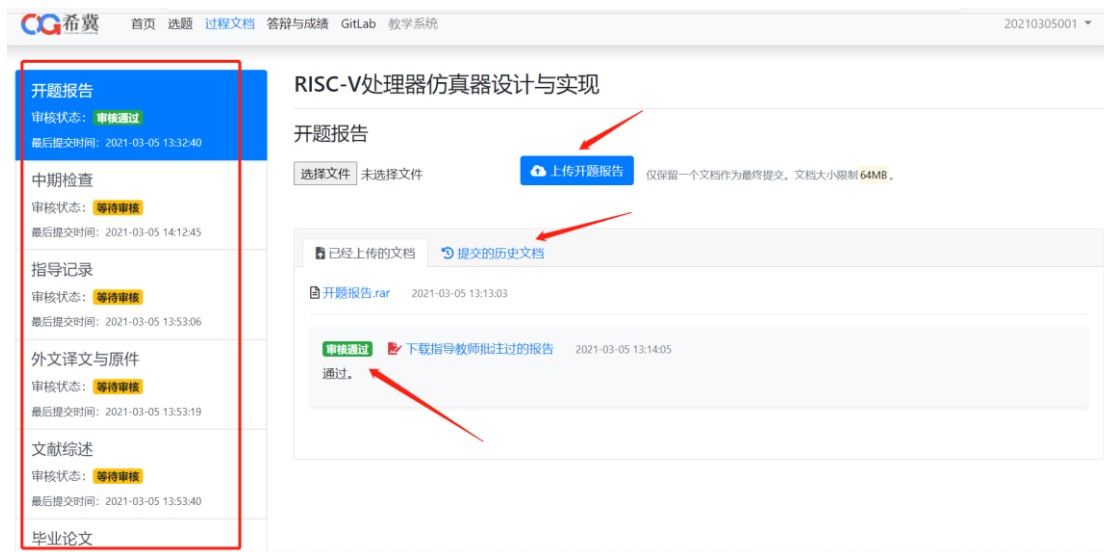 CG希冀 首页 选题 过程文档 答辩与成绩 GitLab 教学系统 20210305001
开题报告
审核状态: 审核通过
最后提交时间: 2021-03-05 13:32:40
中期检查
审核状态: 等待审核
最后提交时间: 2021-03-05 14:12:45
指导记录
审核状态: 等待审核
最后提交时间: 2021-03-05 13:53:06
外文译文与原件
审核状态: 等待审核
最后提交时间: 2021-03-05 13:53:19
文献综述
审核状态: 等待审核
最后提交时间: 2021-03-05 13:53:40
毕业论文
RISC-V处理器仿真器设计与实现
开题报告
选择文件 未选择文件 上传开题报告 仅保留一个文档作为最终提交。文档大小限制 64MB 。
已经上传的文档 提交的历史文档
开题报告.rar 2021-03-05 13:13:03
审核通过 下载指导教师批注过的报告 2021-03-05 13:14:05
通过。